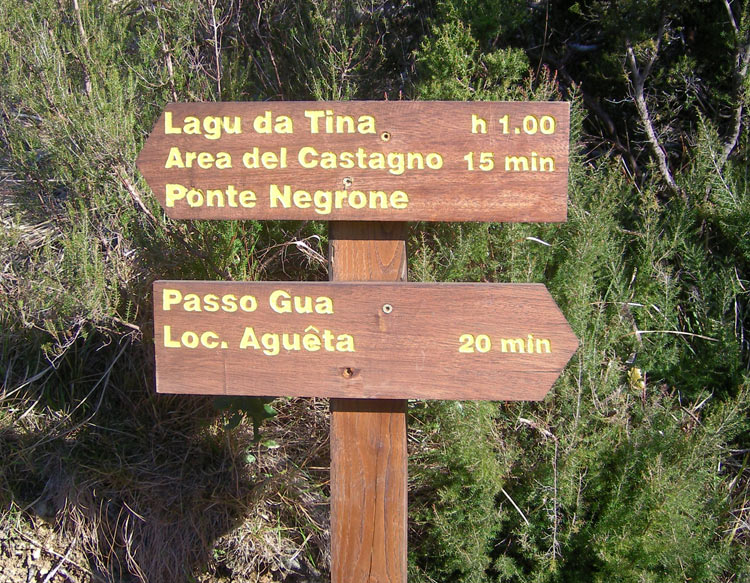 Lagu da Tina h 1.00
Area del Castagno 15 min
Ponte Negrone
Passo Gua
Loc. Aguêta 20 min